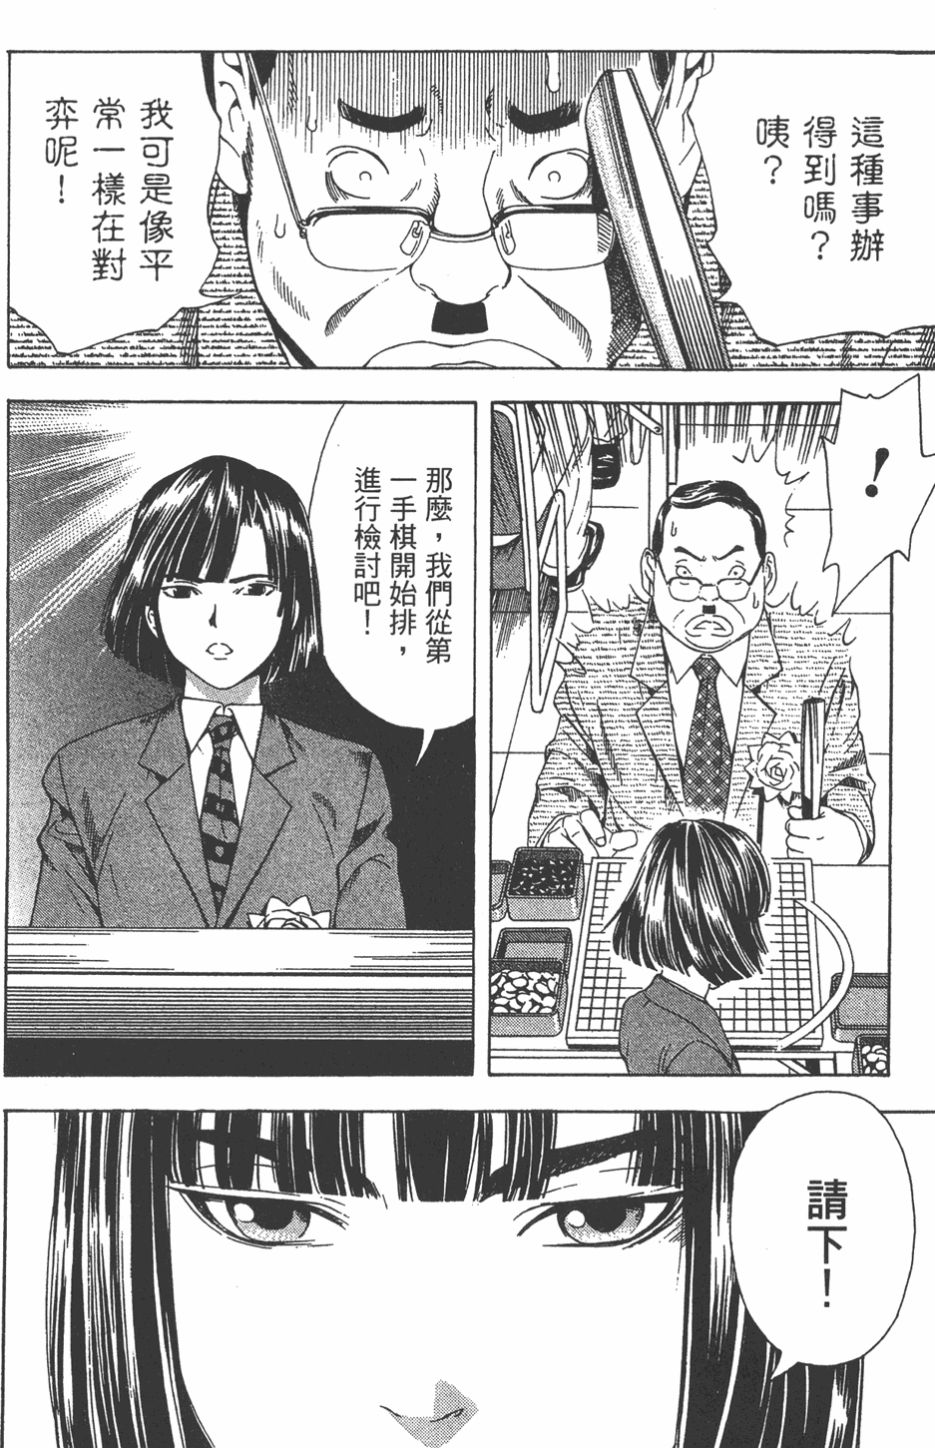 這種事辦
得到嗎？
咦？
我可是像平
常一樣在對
弈呢！
！
那麼，我們從第
一手棋開始排，
進行檢討吧！
請下！